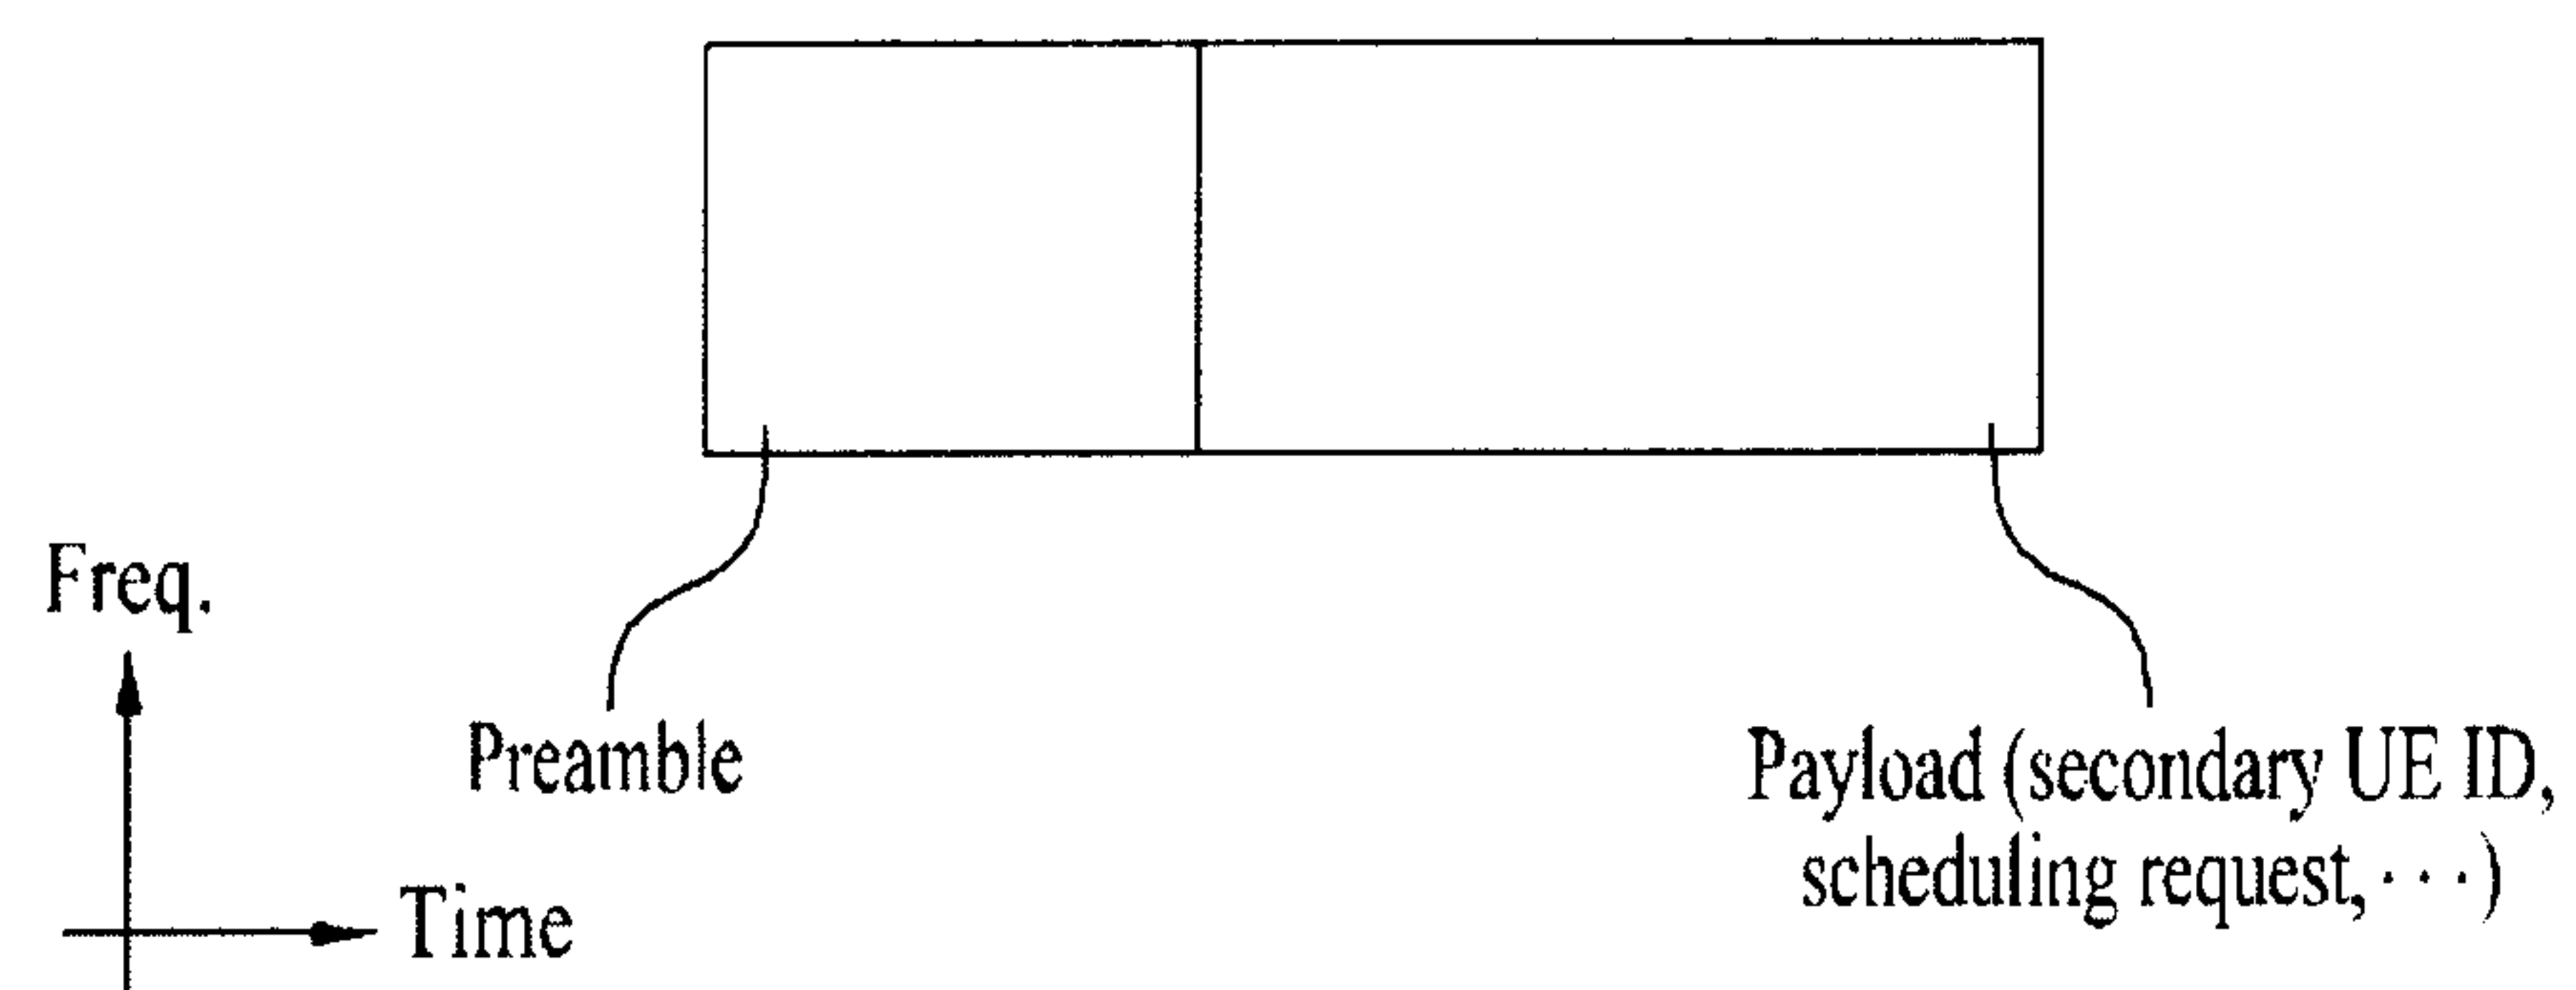 Freq.
Time
Preamble
Payload (secondary UE ID,
scheduling request, · · ·)